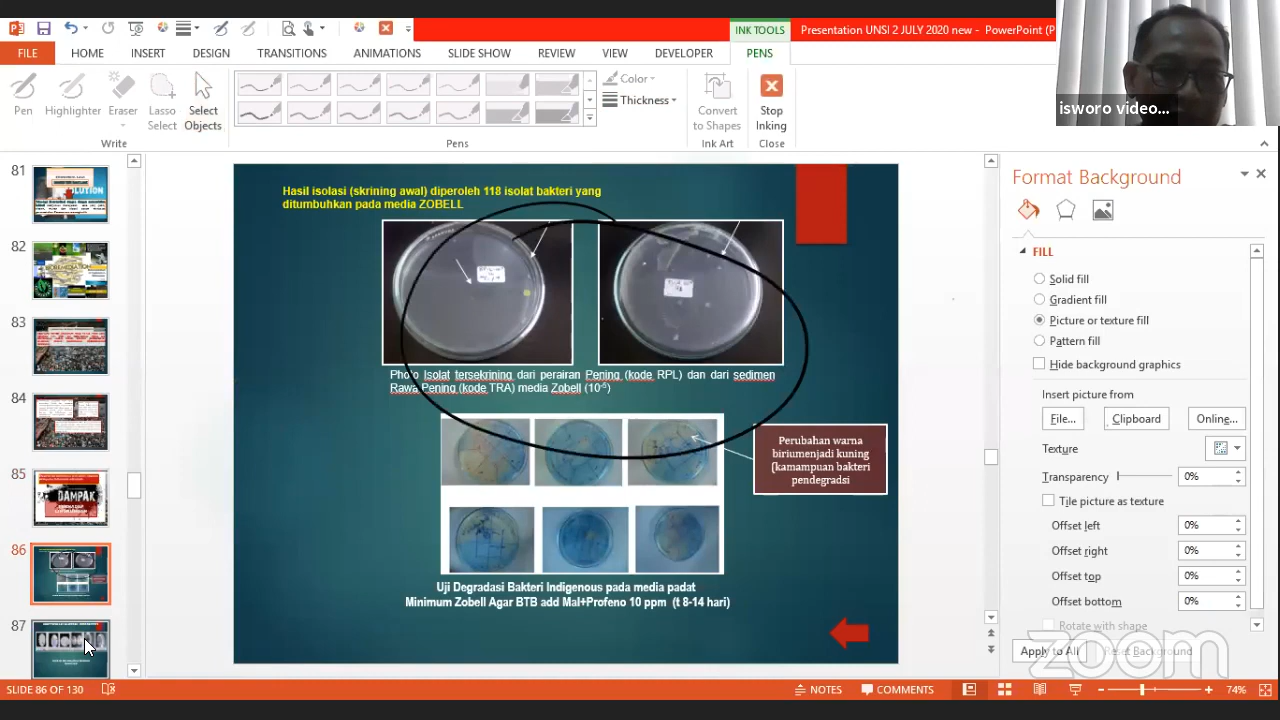 INK TOOLS
Presentation UNSI 2 JULY 2020 new - PowerPoint (P
FILE
HOME
INSERT
DESIGN
TRANSITIONS
ANIMATIONS
SLIDE SHOW
REVIEW
VIEW
DEVELOPER
PENS
isworo video...
Pen
Highlighter
Eraser
Lasso
Select
Select
Objects
Color
Thickness
Convert
to Shapes
Stop
Inking
Write
Pens
Ink Art
Close
81
82
83
84
85
DAMPAK
86
87
Hasil isolasi (skrining awal) diperoleh 118 isolat bakteri yang
ditumbuhkan pada media ZOBELL
Photo Isolat terskrining dari perairan Pening (kode RPL) dan dari sedimen
Rawa Pening (kode TRA) media Zobell (10-5)
Perubahan warna
biriumenjadi kuning
(kamampuan bakteri
pendegradsi
Uji Degradasi Bakteri Indigenous pada media padat
Minimum Zobell Agar BTB add Mal+Profeno 10 ppm (t 8-14 hari)
Format Background
FILL
Solid fill
Gradient fill
Picture or texture fill
Pattern fill
Hide background graphics
Insert picture from
File...
Clipboard
Online...
Texture
Transparency
0%
Tile picture as texture
Offset left
0%
Offset right
0%
Offset top
0%
Offset bottom
0%
Rotate with shape
Apply to All
Reset Background
zoom
SLIDE 86 OF 130
NOTES
COMMENTS
74%